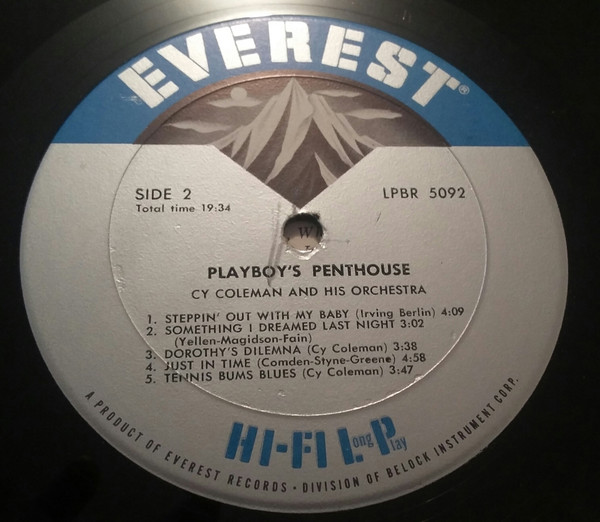 EVEREST®
SIDE 2
Total time 19:34
LPBR 5092
W
PLAYBOY'S PENTHOUSE
CY COLEMAN AND HIS ORCHESTRA
1. STEPPIN' OUT WITH MY BABY (Irving Berlin) 4:09
2. SOMETHING I DREAMED LAST NIGHT 3:02
(Yellen-Magidson-Fain)
3. DOROTHY'S DILEMNA (Cy Coleman) 3:38
4. JUST IN TIME (Comden-Styne-Greene) 4:58
5. TENNIS BUMS BLUES (Cy Coleman) 3:47
HI-FI Long Play
A PRODUCT OF EVEREST RECORDS • DIVISION OF BELOCK INSTRUMENT CORP.